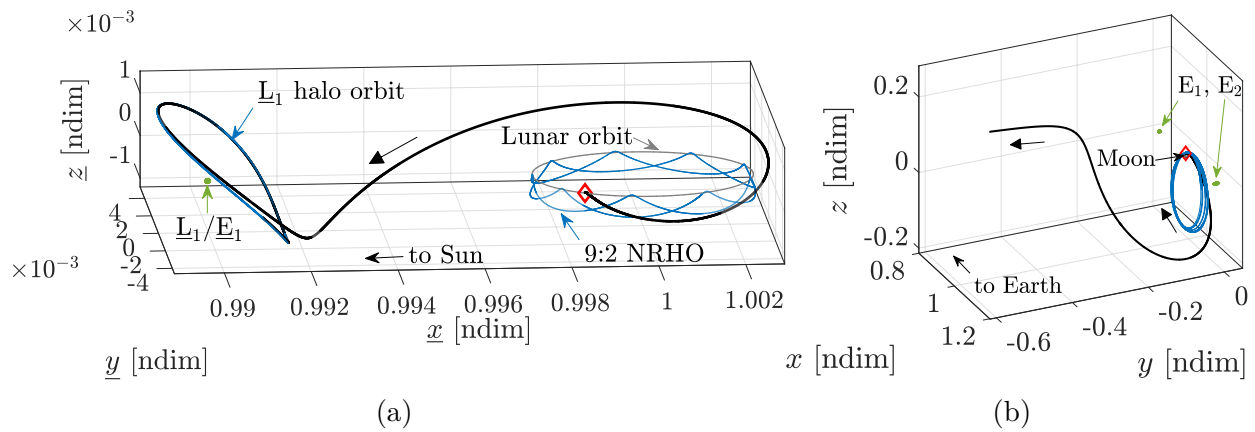 ×10⁻³
1
0
-1
z [ndim]
L₁ halo orbit
Lunar orbit
L₁/E₁
to Sun
9:2 NRHO
4
2
0
-2
-4
×10⁻³
y [ndim]
0.99
0.992
0.994
0.996
0.998
1
1.002
x [ndim]
(a)
0.2
0
-0.2
z [ndim]
E₁, E₂
Moon
to Earth
0.8
1
1.2
x [ndim]
-0.6
-0.4
-0.2
0
y [ndim]
(b)